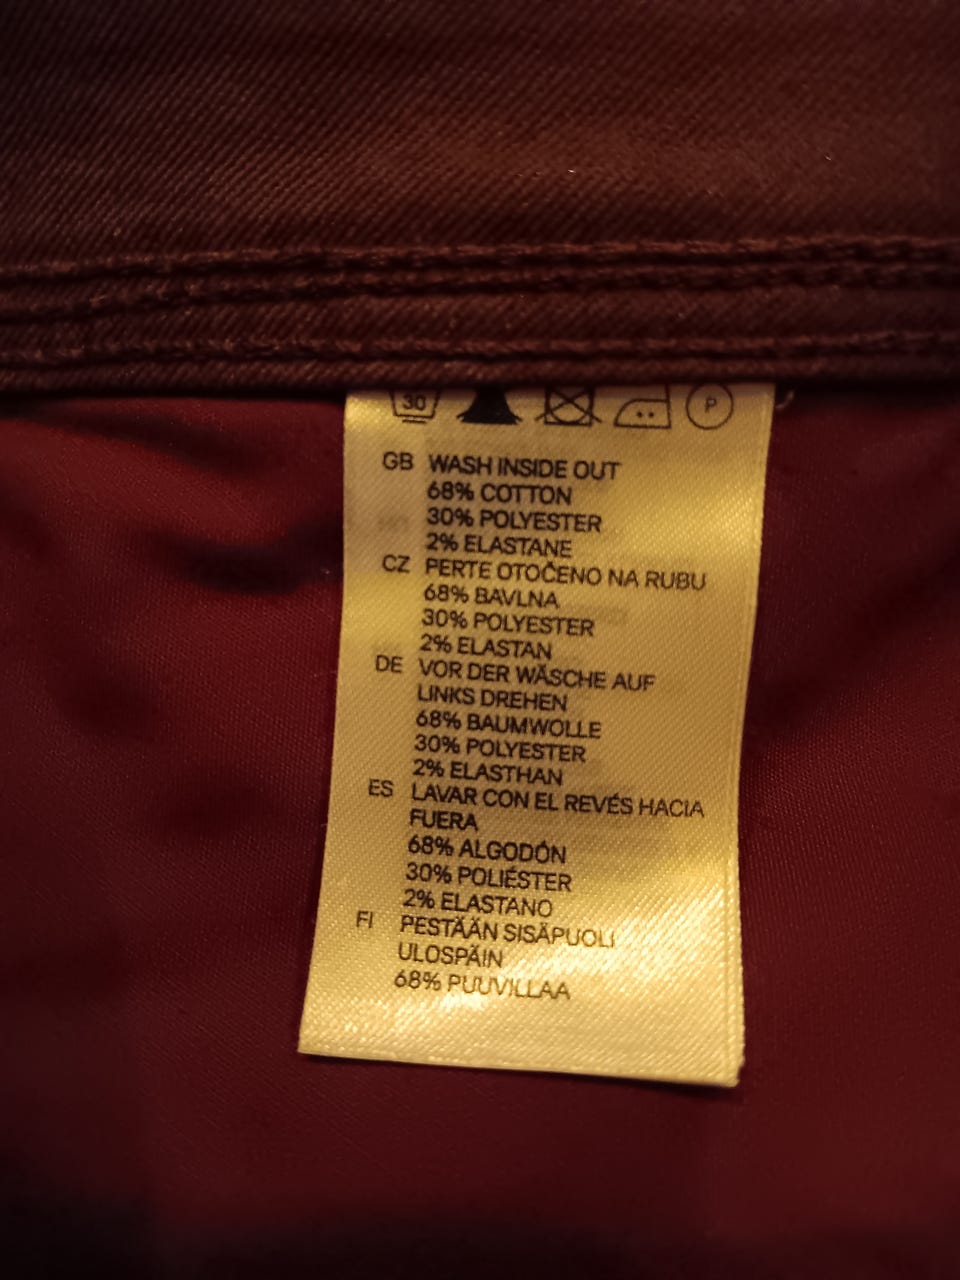 30
P
GB WASH INSIDE OUT
68% COTTON
30% POLYESTER
2% ELASTANE
CZ PERTE OTOČENO NA RUBU
68% BAVLNA
30% POLYESTER
2% ELASTAN
DE VOR DER WÄSCHE AUF
LINKS DREHEN
68% BAUMWOLLE
30% POLYESTER
2% ELASTHAN
ES LAVAR CON EL REVÉS HACIA
FUERA
68% ALGODÓN
30% POLIÉSTER
2% ELASTANO
FI PESTÄÄN SISÄPUOLI
ULOSPÄIN
68% PUUVILLAA